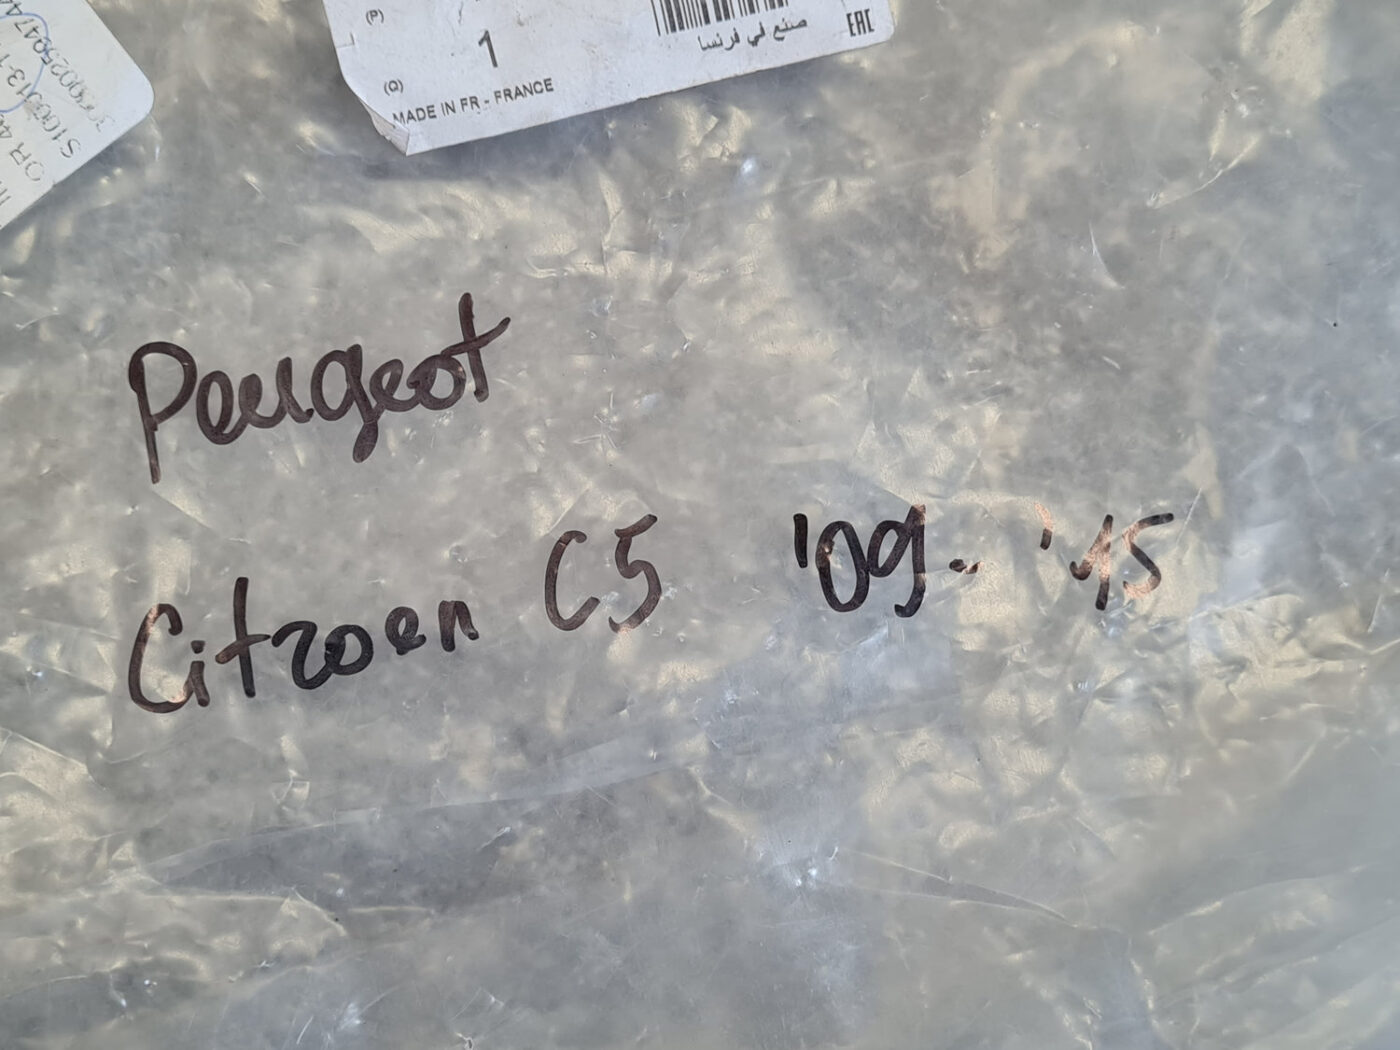 (P)
1
صنع في فرنسا
EAC
(Q)
MADE IN FR - FRANCE
Peugeot
Citroen C5 '09 - '15